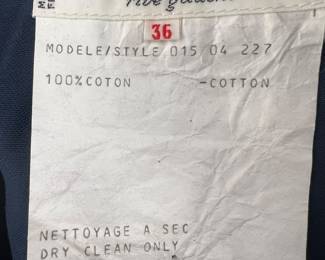 36
MODELE/STYLE 015 04 227
100%COTON -COTTON
NETTOYAGE A SEC
DRY CLEAN ONLY